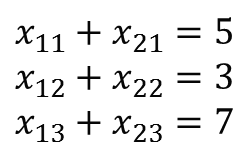 x₁₁ + x₂₁ = 5
x₁₂ + x₂₂ = 3
x₁₃ + x₂₃ = 7